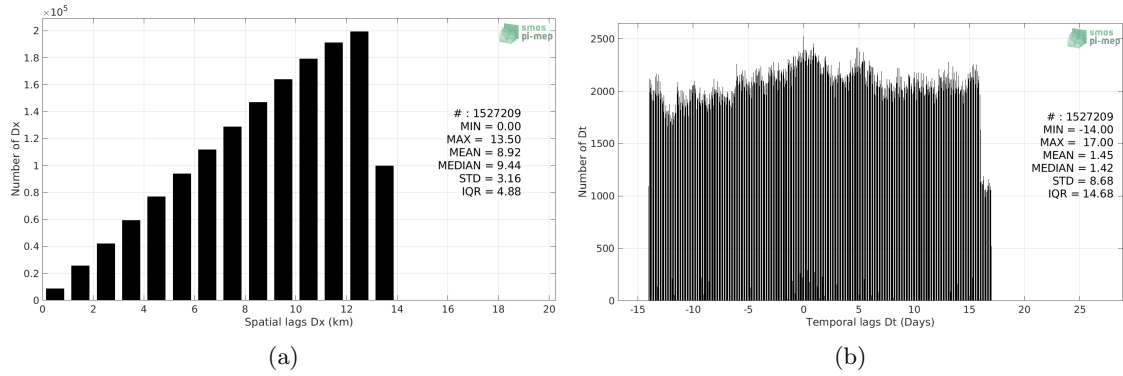 ×10^5
2
1.8
1.6
1.4
1.2
1
0.8
0.6
0.4
0.2
0
Number of Dx
0 2 4 6 8 10 12 14 16 18 20
Spatial lags Dx (km)
smos
pi-mep
# : 1527209
MIN = 0.00
MAX = 13.50
MEAN = 8.92
MEDIAN = 9.44
STD = 3.16
IQR = 4.88
(a)
2500
2000
1500
1000
500
0
Number of Dt
-15 -10 -5 0 5 10 15 20 25
Temporal lags Dt (Days)
smos
pi-mep
# : 1527209
MIN = -14.00
MAX = 17.00
MEAN = 1.45
MEDIAN = 1.42
STD = 8.68
IQR = 14.68
(b)